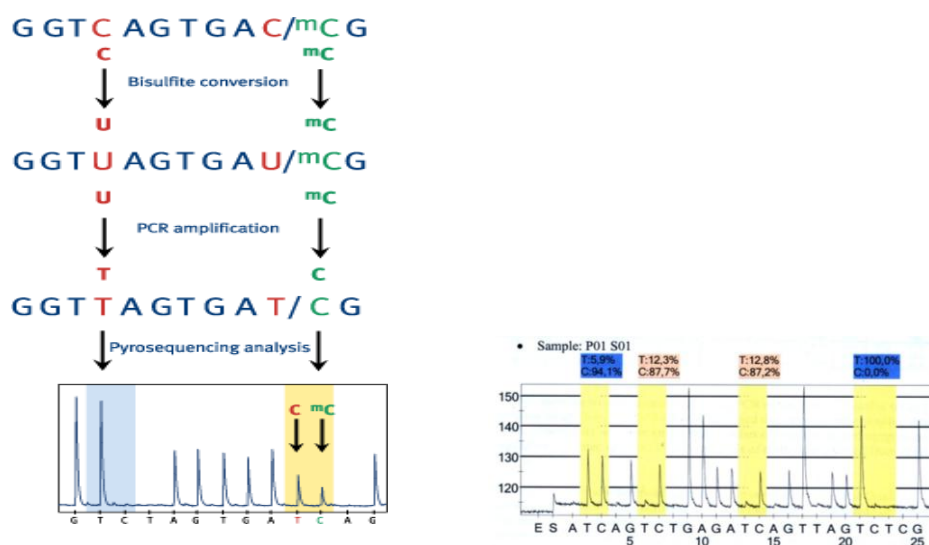 GGTCAGTGAC/mCG
C mC
Bisulfite conversion
U mC
GGTUAGTGAU/mCG
U mC
PCR amplification
T C
GGTTAGTGAT/CG
Pyrosequencing analysis
C mC
G T C T A G T G A T C A G
• Sample: P01 S01
T:5,9% T:12,3% T:12,8% T:100,0%
C:94,1% C:87,7% C:87,2% C:0,0%
150
140
130
120
E S A T C A G T C T G A G A T C A G T T A G T C T C G
5 10 15 20 25